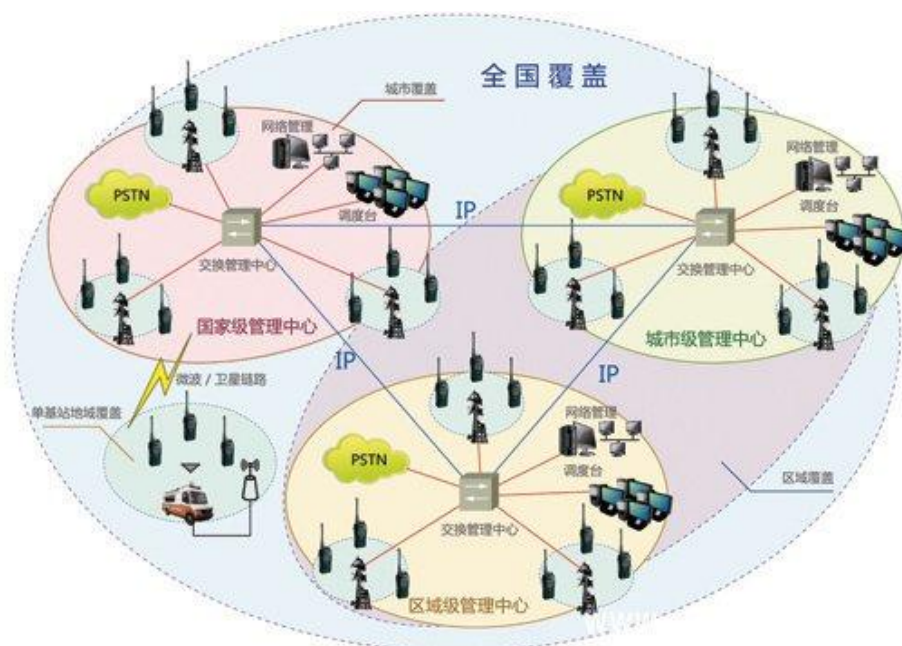 全国覆盖
城市覆盖
网络管理
PSTN
调度台
交换管理中心
国家级管理中心
IP
网络管理
PSTN
调度台
交换管理中心
城市级管理中心
IP
IP
微波/卫星链路
单基站地域覆盖
网络管理
PSTN
调度台
交换管理中心
区域级管理中心
区域覆盖
www